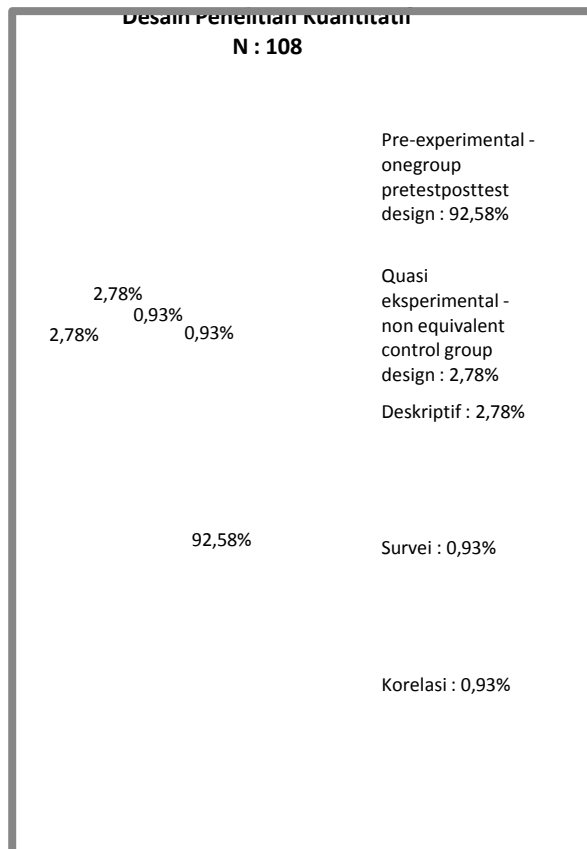 Desain Penelitian Kuantitatif
N : 108
Pre-experimental -
onegroup
pretestposttest
design : 92,58%
Quasi
eksperimental -
non equivalent
control group
design : 2,78%
Deskriptif : 2,78%
Survei : 0,93%
Korelasi : 0,93%
2,78%
0,93%
2,78%
0,93%
92,58%